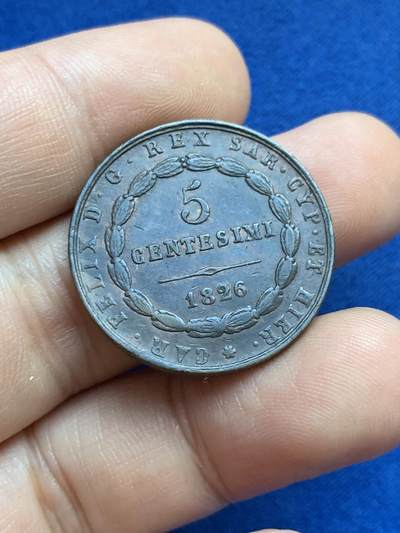 CAR · FELIX D · G · REX SAR · CYP · ET HIER ·
5
CENTESIMI
1826